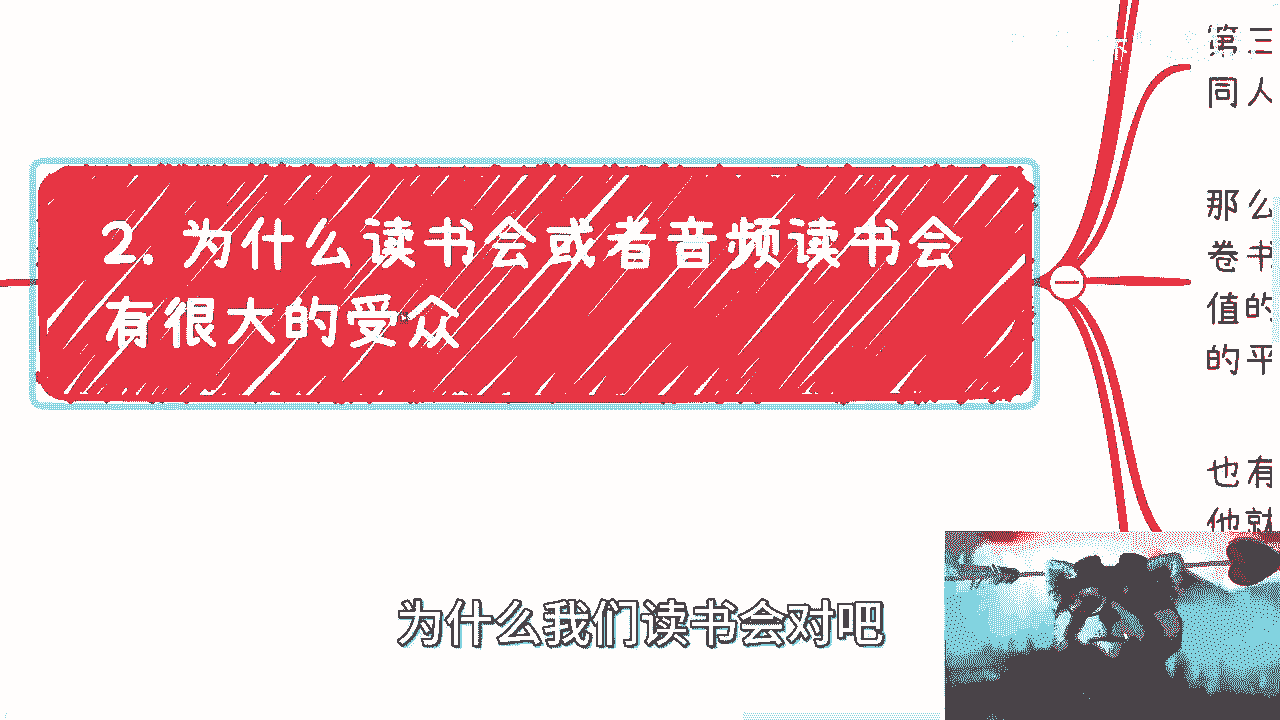 第三
同人
2. 为什么读书会或者音频读书会
有很大的受众
那么
卷书
值的
的平
也有
他就
为什么我们读书会对吧